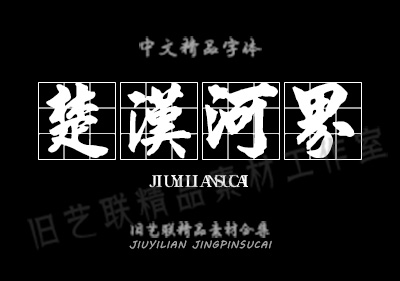 中文精品字体
楚漢河界
JIUYILIANSUCAI
旧艺联精品素材合集
JIUYILIAN JINGPINSUCAI
旧艺联精品素材工作室